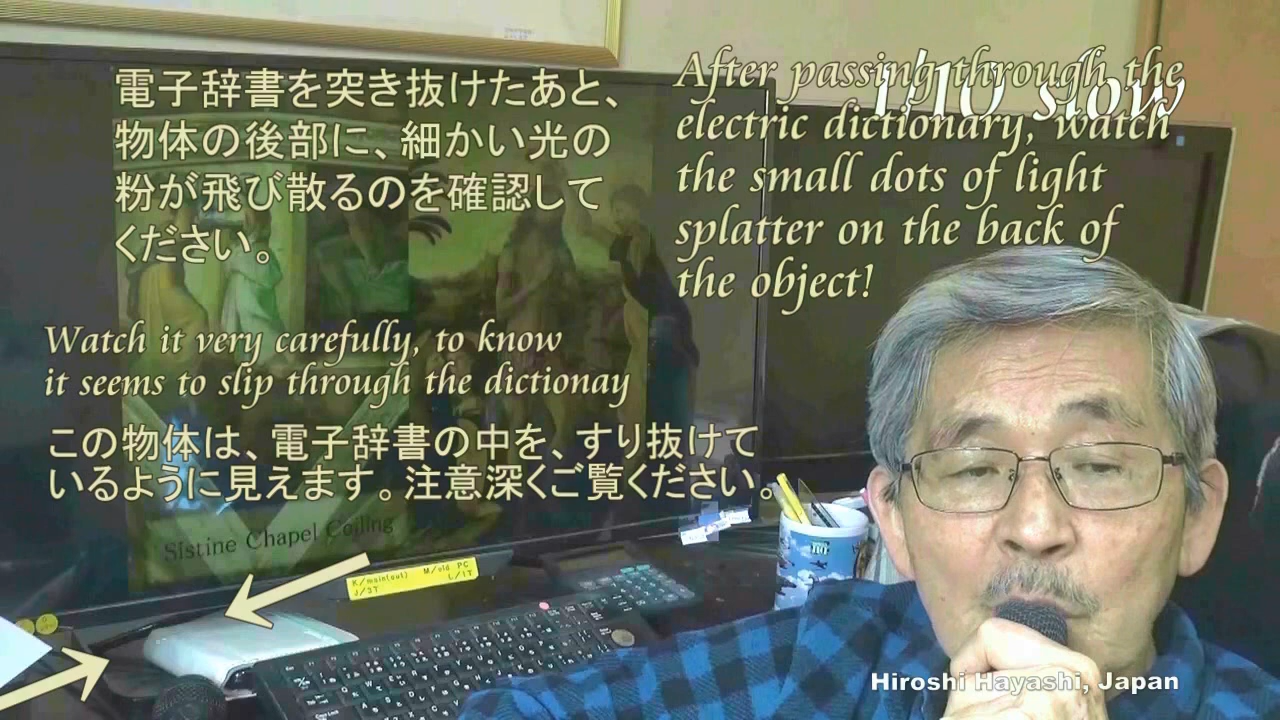 電子辞書を突き抜けたあと、
物体の後部に、細かい光の
粉が飛び散るのを確認して
ください。
1/10 slow
After passing through the
electric dictionary, watch
the small dots of light
splatter on the back of
the object!
Watch it very carefully, to know
it seems to slip through the dictionay
この物体は、電子辞書の中を、すり抜けて
いるように見えます。注意深くご覧ください。
Sistine Chapel Ceiling
K/main(out) M/old PC
J/ST L/IT
Hiroshi Hayashi, Japan